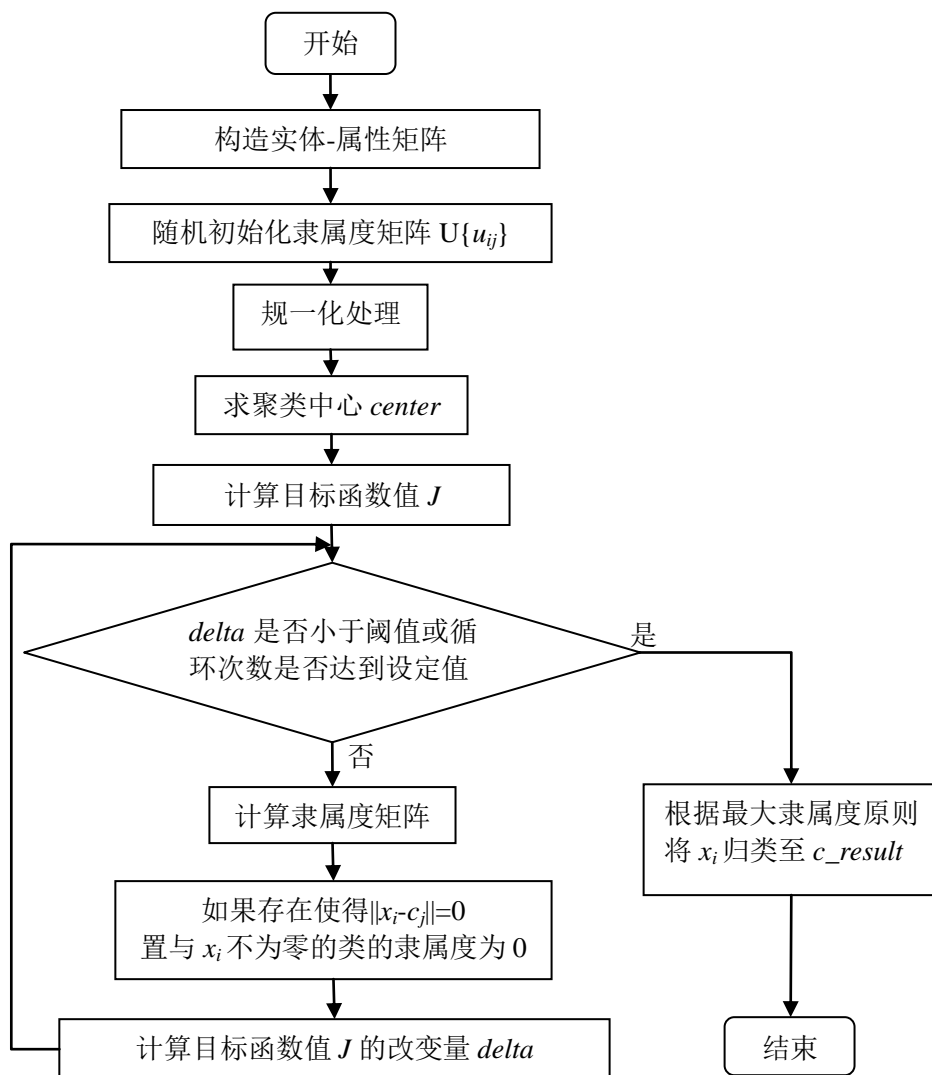 开始
构造实体-属性矩阵
随机初始化隶属度矩阵 U{uij}
规一化处理
求聚类中心 center
计算目标函数值 J
delta 是否小于阈值或循
环次数是否达到设定值
是
否
计算隶属度矩阵
根据最大隶属度原则
将 xi 归类至 c_result
如果存在使得||xi-cj||=0
置与 xi 不为零的类的隶属度为 0
计算目标函数值 J 的改变量 delta
结束